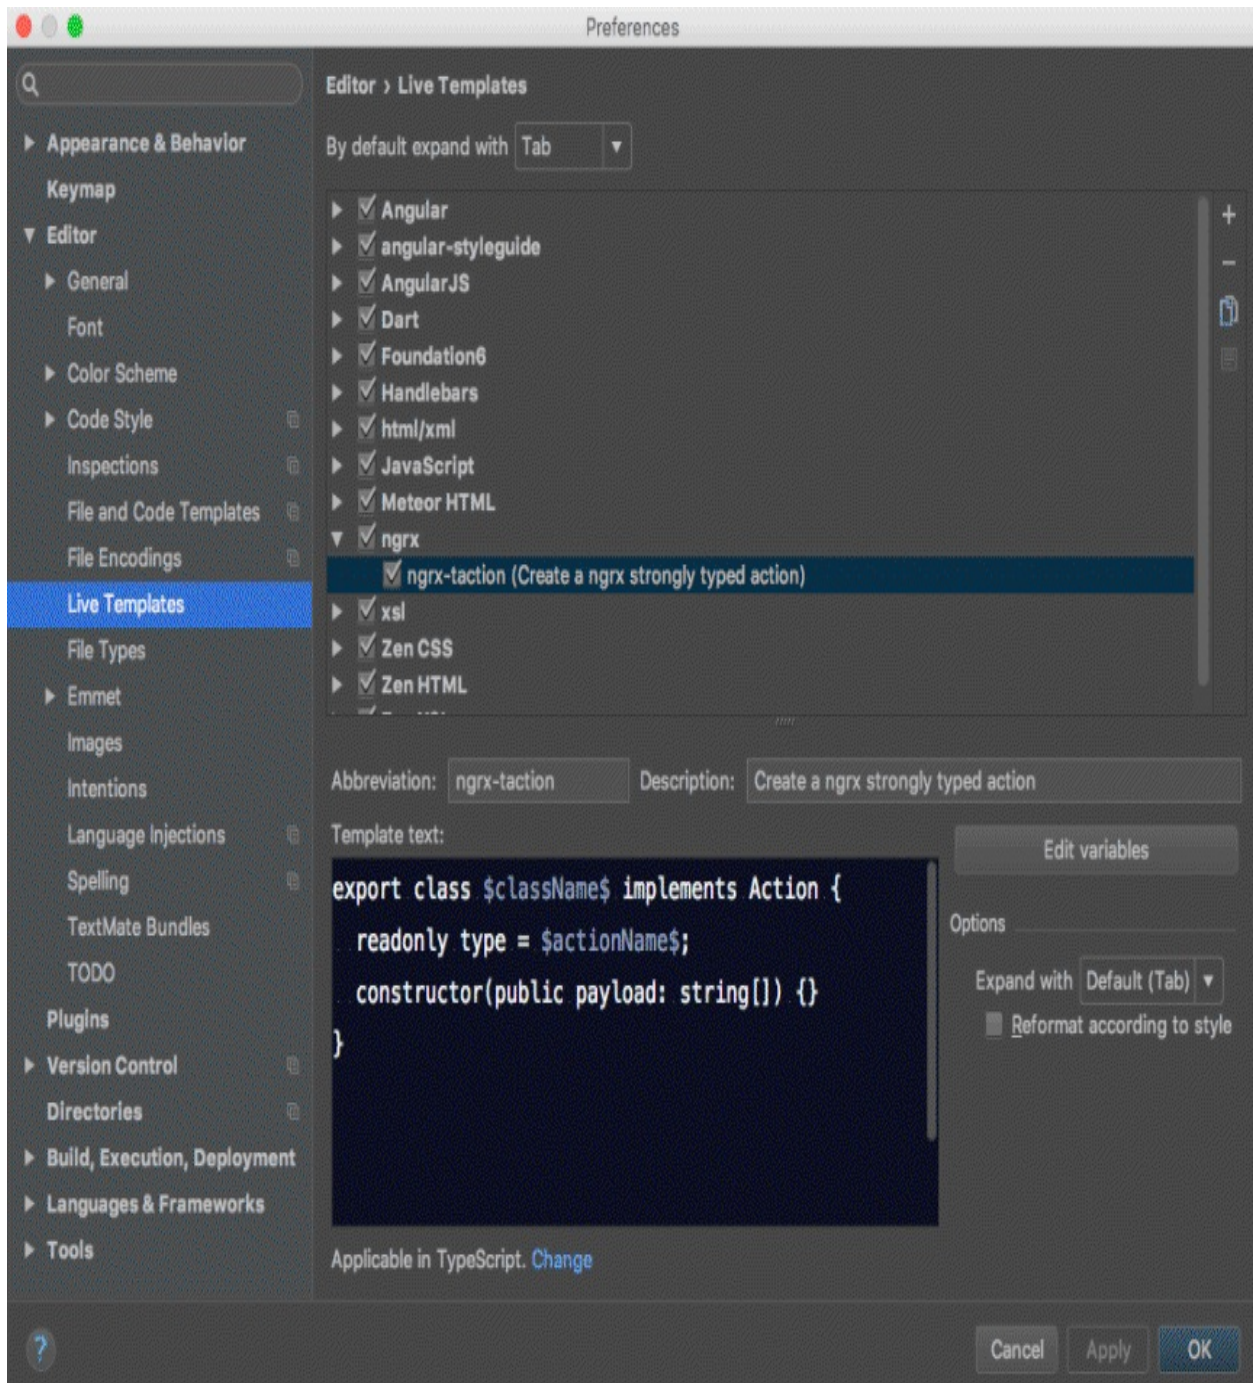 Preferences
Appearance & Behavior
Keymap
Editor
General
Font
Color Scheme
Code Style
Inspections
File and Code Templates
File Encodings
Live Templates
File Types
Emmet
Images
Intentions
Language Injections
Spelling
TextMate Bundles
TODO
Plugins
Version Control
Directories
Build, Execution, Deployment
Languages & Frameworks
Tools
Editor › Live Templates
By default expand with Tab
Angular
angular-styleguide
AngularJS
Dart
Foundation6
Handlebars
html/xml
JavaScript
Meteor HTML
ngrx
ngrx-taction (Create a ngrx strongly typed action)
xsl
Zen CSS
Zen HTML
Abbreviation: ngrx-taction Description: Create a ngrx strongly typed action
Template text:
export class $className$ implements Action {
readonly type = $actionName$;
constructor(public payload: string[]) {}
}
Edit variables
Options
Expand with Default (Tab)
Reformat according to style
Applicable in TypeScript. Change
?
Cancel Apply OK